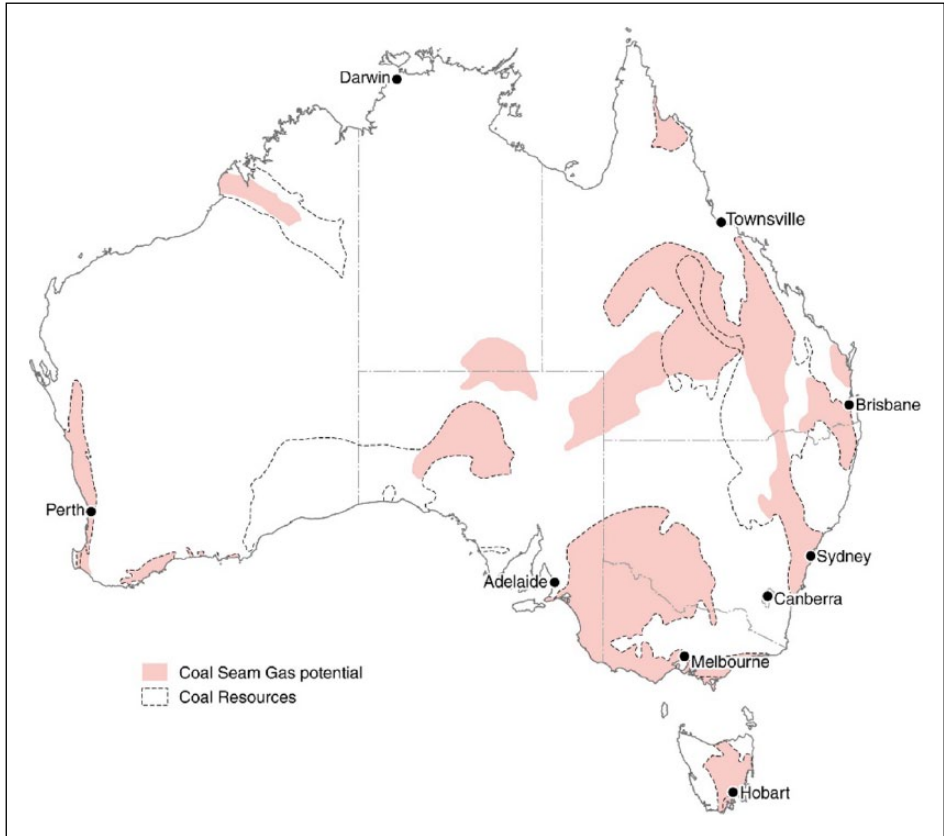 Darwin
Townsville
Brisbane
Perth
Sydney
Adelaide
Canberra
Melbourne
Coal Seam Gas potential
Coal Resources
Hobart